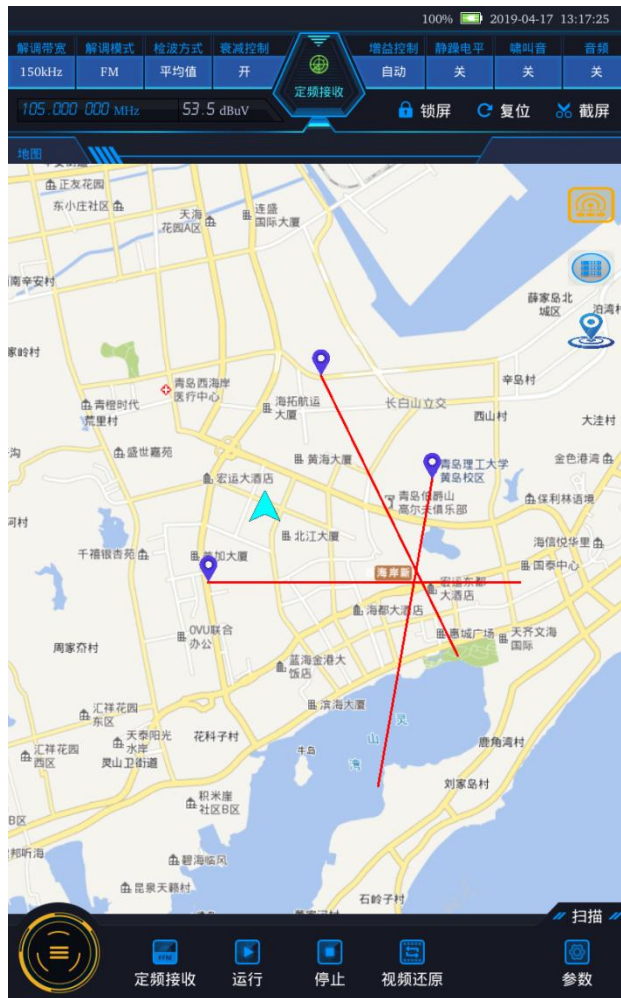 100% 2019-04-17 13:17:25
解调带宽 解调模式 检波方式 衰减控制 增益控制 静躁电平 啸叫音 音频
150kHz FM 平均值 开 自动 关 关 关
定频接收
105.000 000 MHz 53.5 dBuV 锁屏 复位 截屏
地图
正友花园
东小庄社区
天海
花园A区
连盛
国际大厦
南辛安村
薛家岛北
城区
泊湾
家岭村
青岛西海岸
医疗中心
辛岛村
青橙时代
荒里村
海拓航运
大厦
长白山立交
西山村
大洼村
盛世嘉苑
黄海大厦
青岛理工大学
黄岛校区
金色港湾
宏运大酒店
青岛伯爵山
高尔夫俱乐部
保利林语境
河村
北江大厦
千禧银杏苑
加大厦
海信悦华里
国泰中心
海岸新
大酒店
海都大酒店
OVU联合
办公
惠城广场
天齐文海
国际
周家夼村
蓝海金港大
饭店
汇祥花园
东区
滨海大厦
灵
山
湾
天泰阳光
水岸
花科子村
牛岛
鹿角湾村
汇洋花园
西区
灵山卫街道
刘家岛村
积米崖
社区B区
B区
邦听海
碧海临风
昆泉天籁村
石岭子村
扫描
定频接收 运行 停止 视频还原 参数